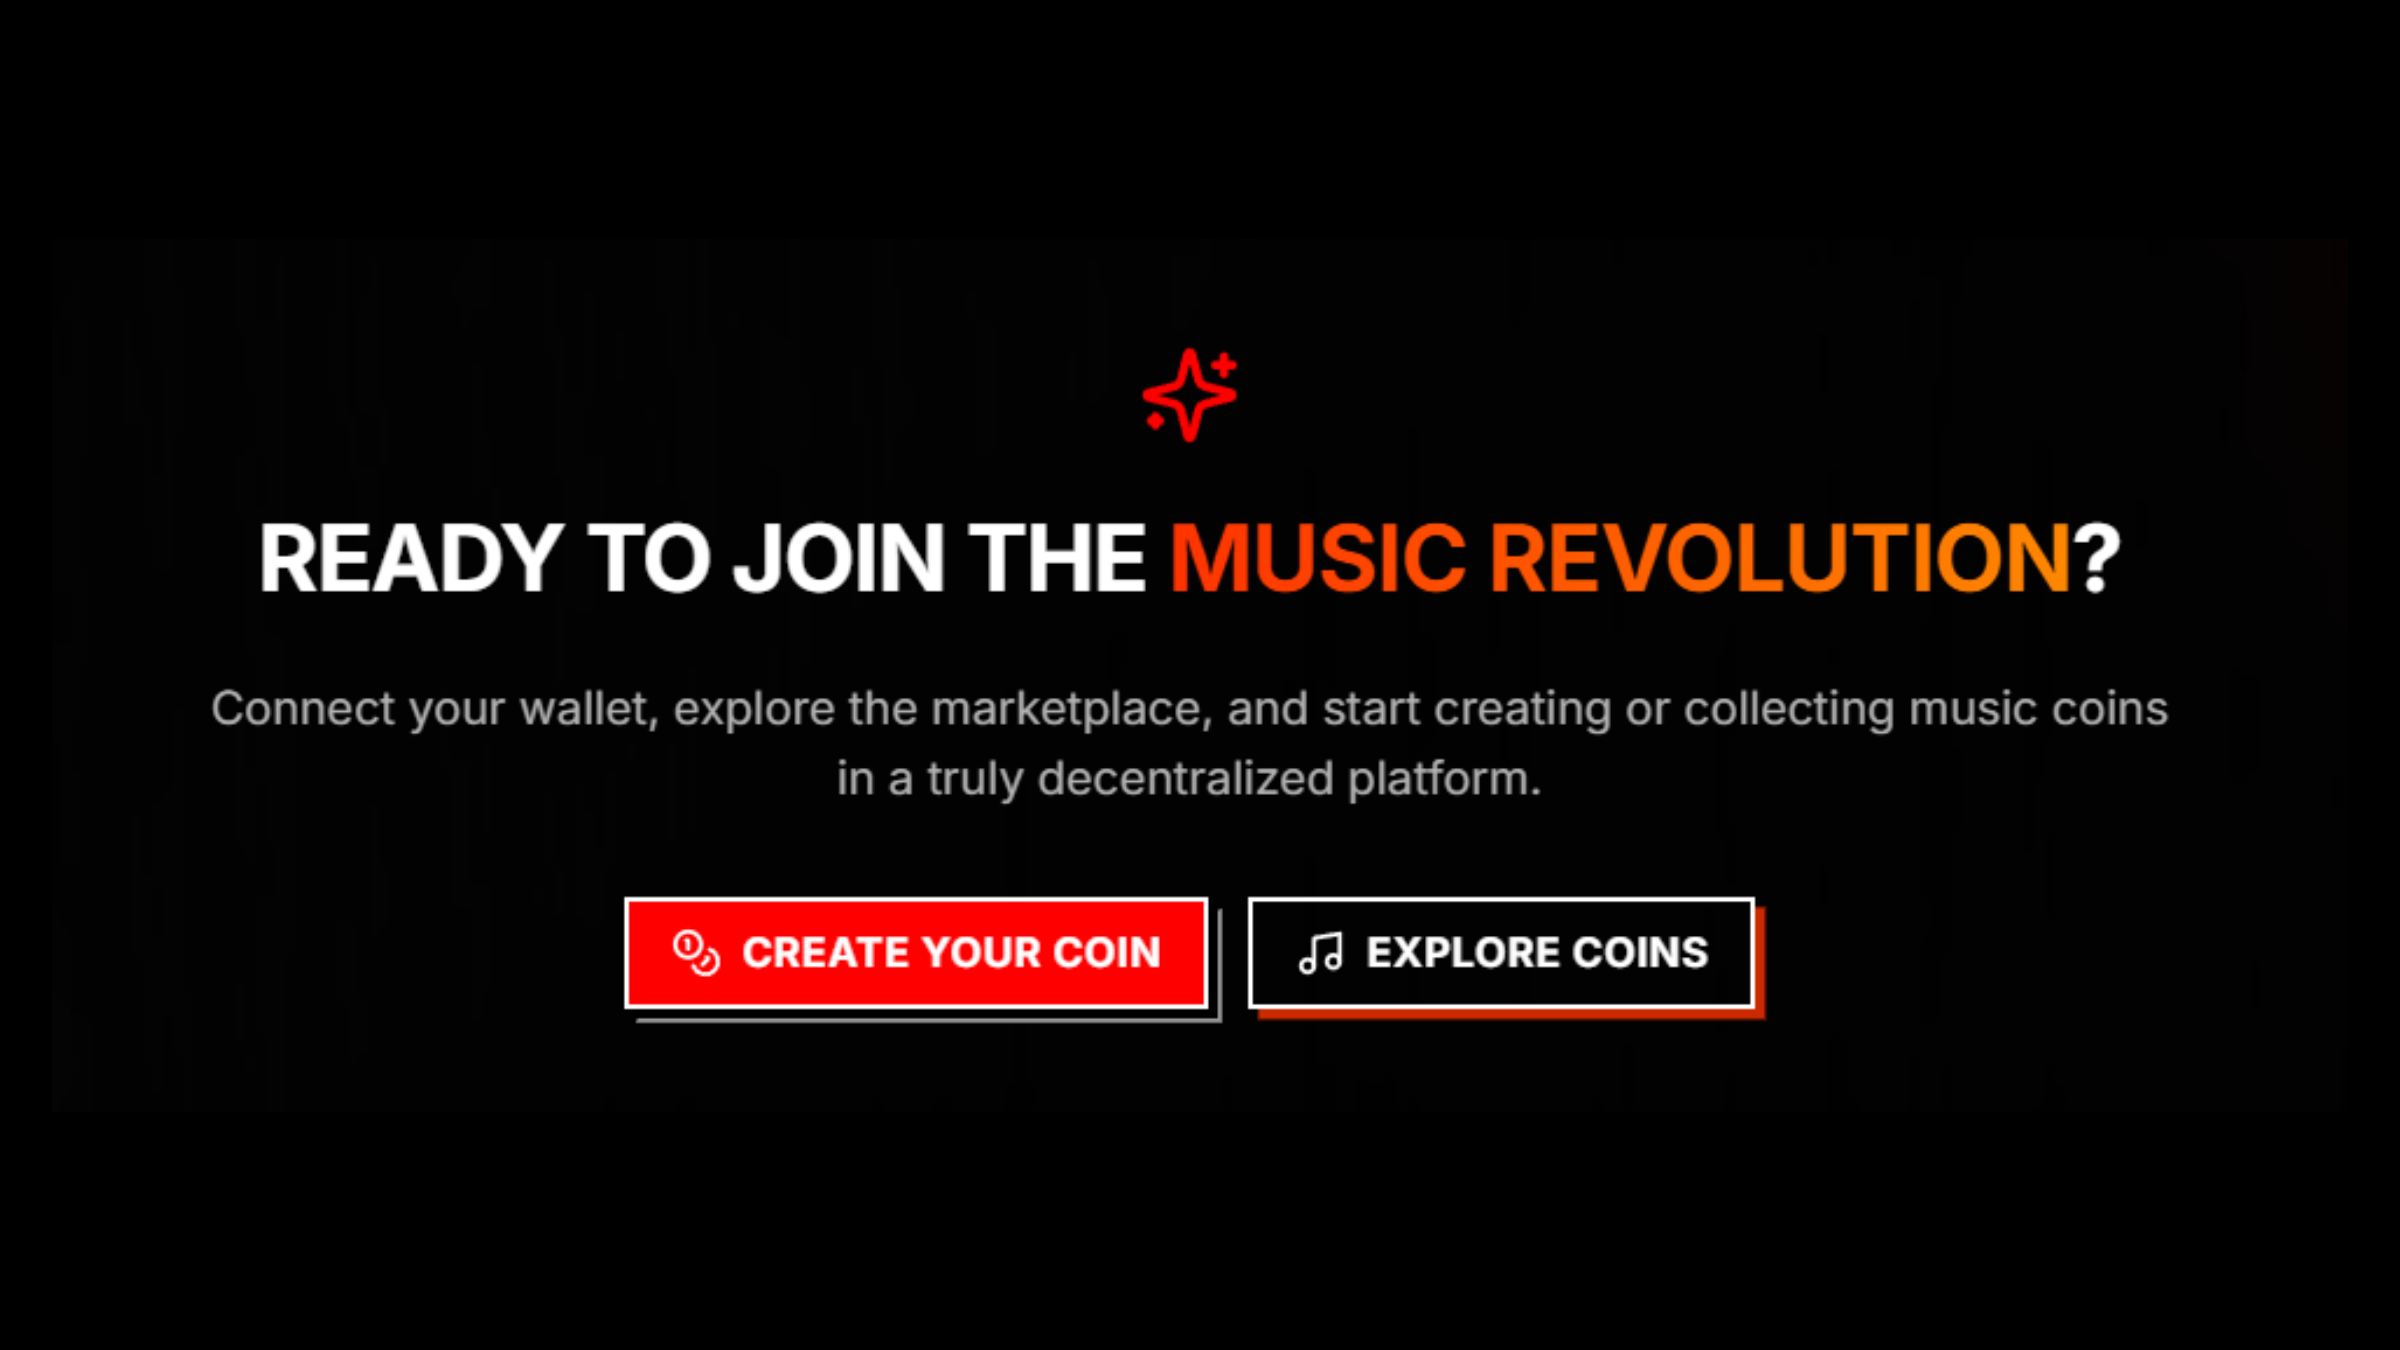 READY TO JOIN THE MUSIC REVOLUTION?
Connect your wallet, explore the marketplace, and start creating or collecting music coins
in a truly decentralized platform.
CREATE YOUR COIN
EXPLORE COINS